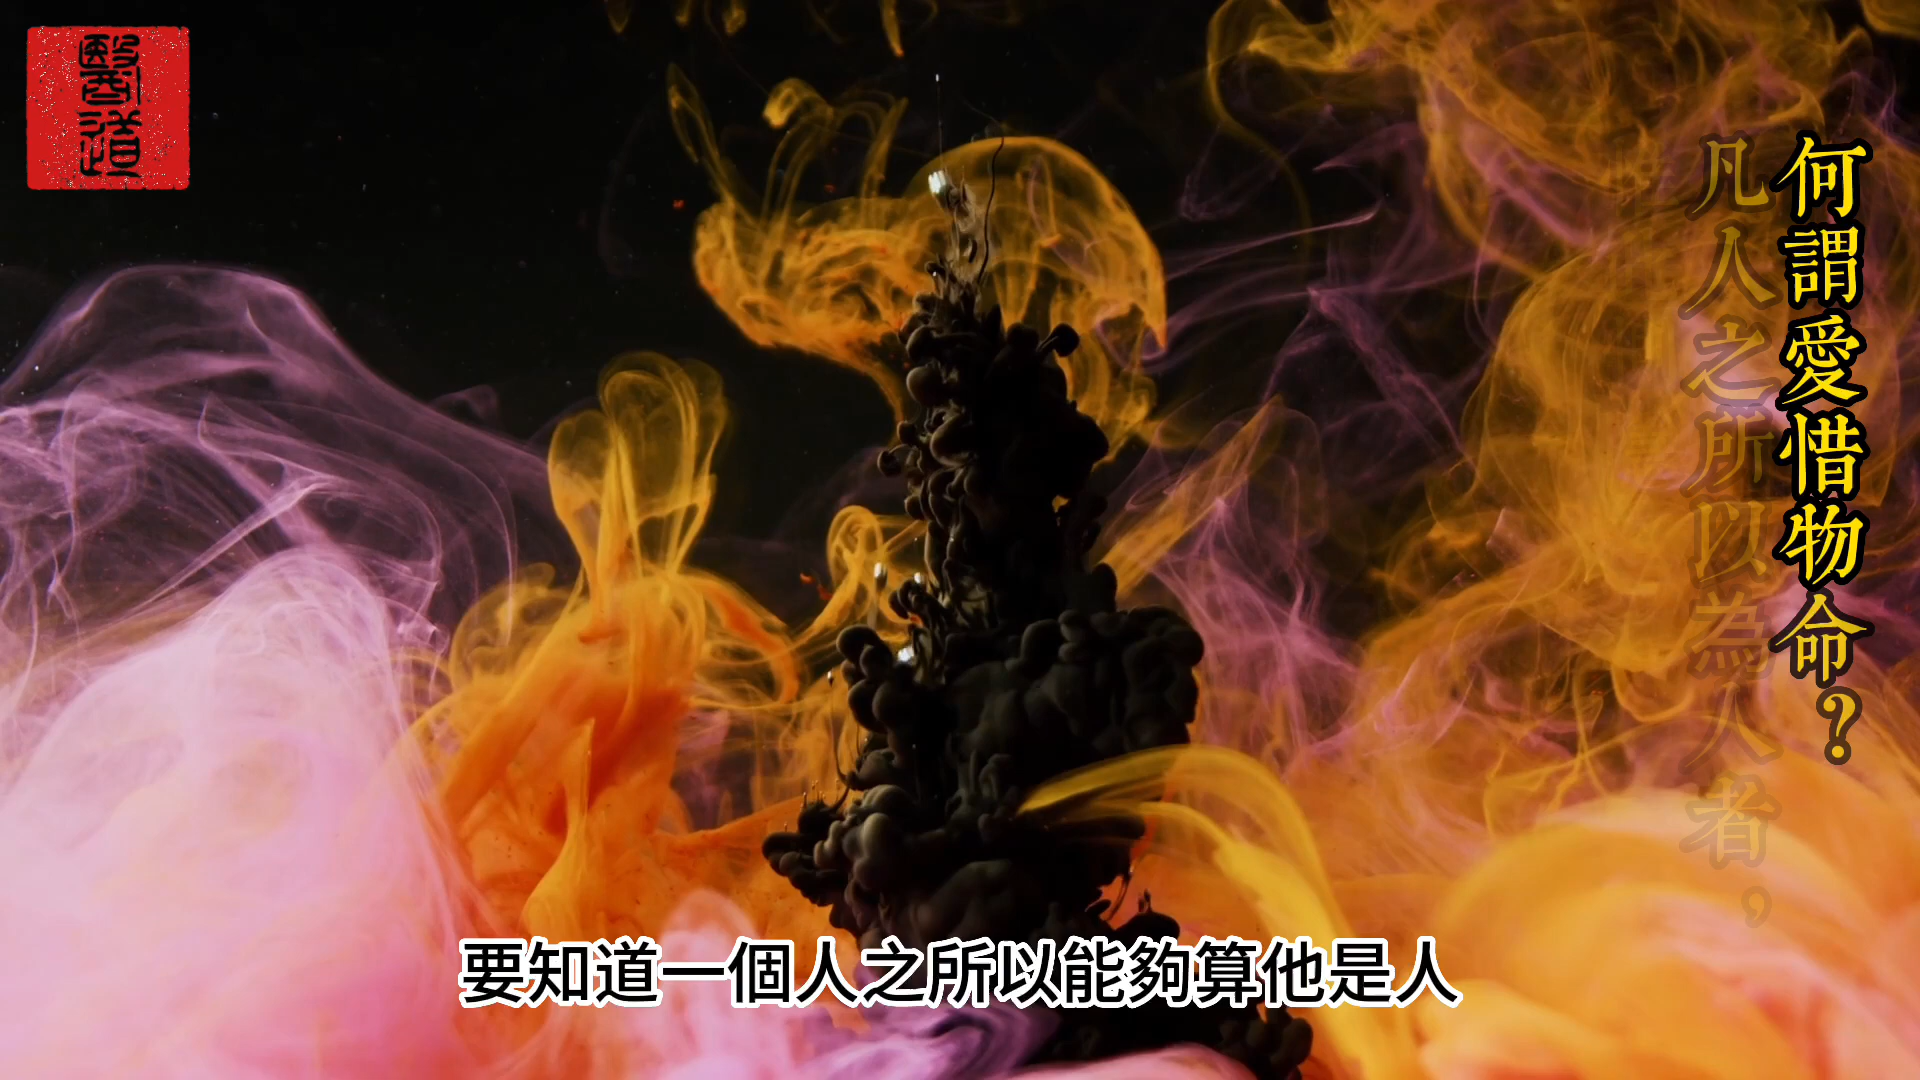 醫道
何謂愛惜物命？
凡人之所以為人者，
要知道一個人之所以能夠算他是人